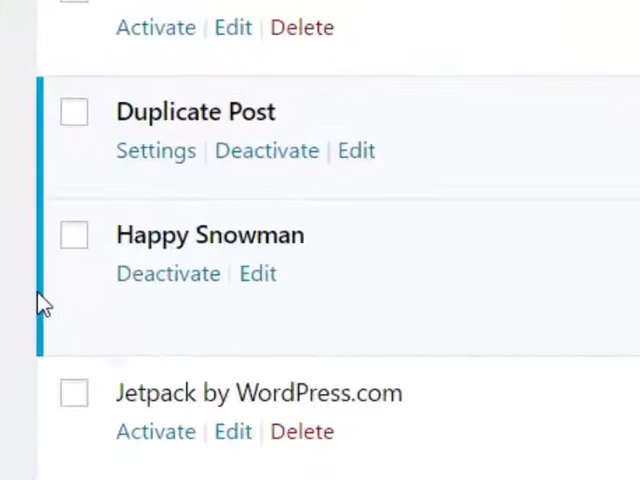 Activate | Edit | Delete
Duplicate Post
Settings | Deactivate | Edit
Happy Snowman
Deactivate | Edit
Jetpack by WordPress.com
Activate | Edit | Delete